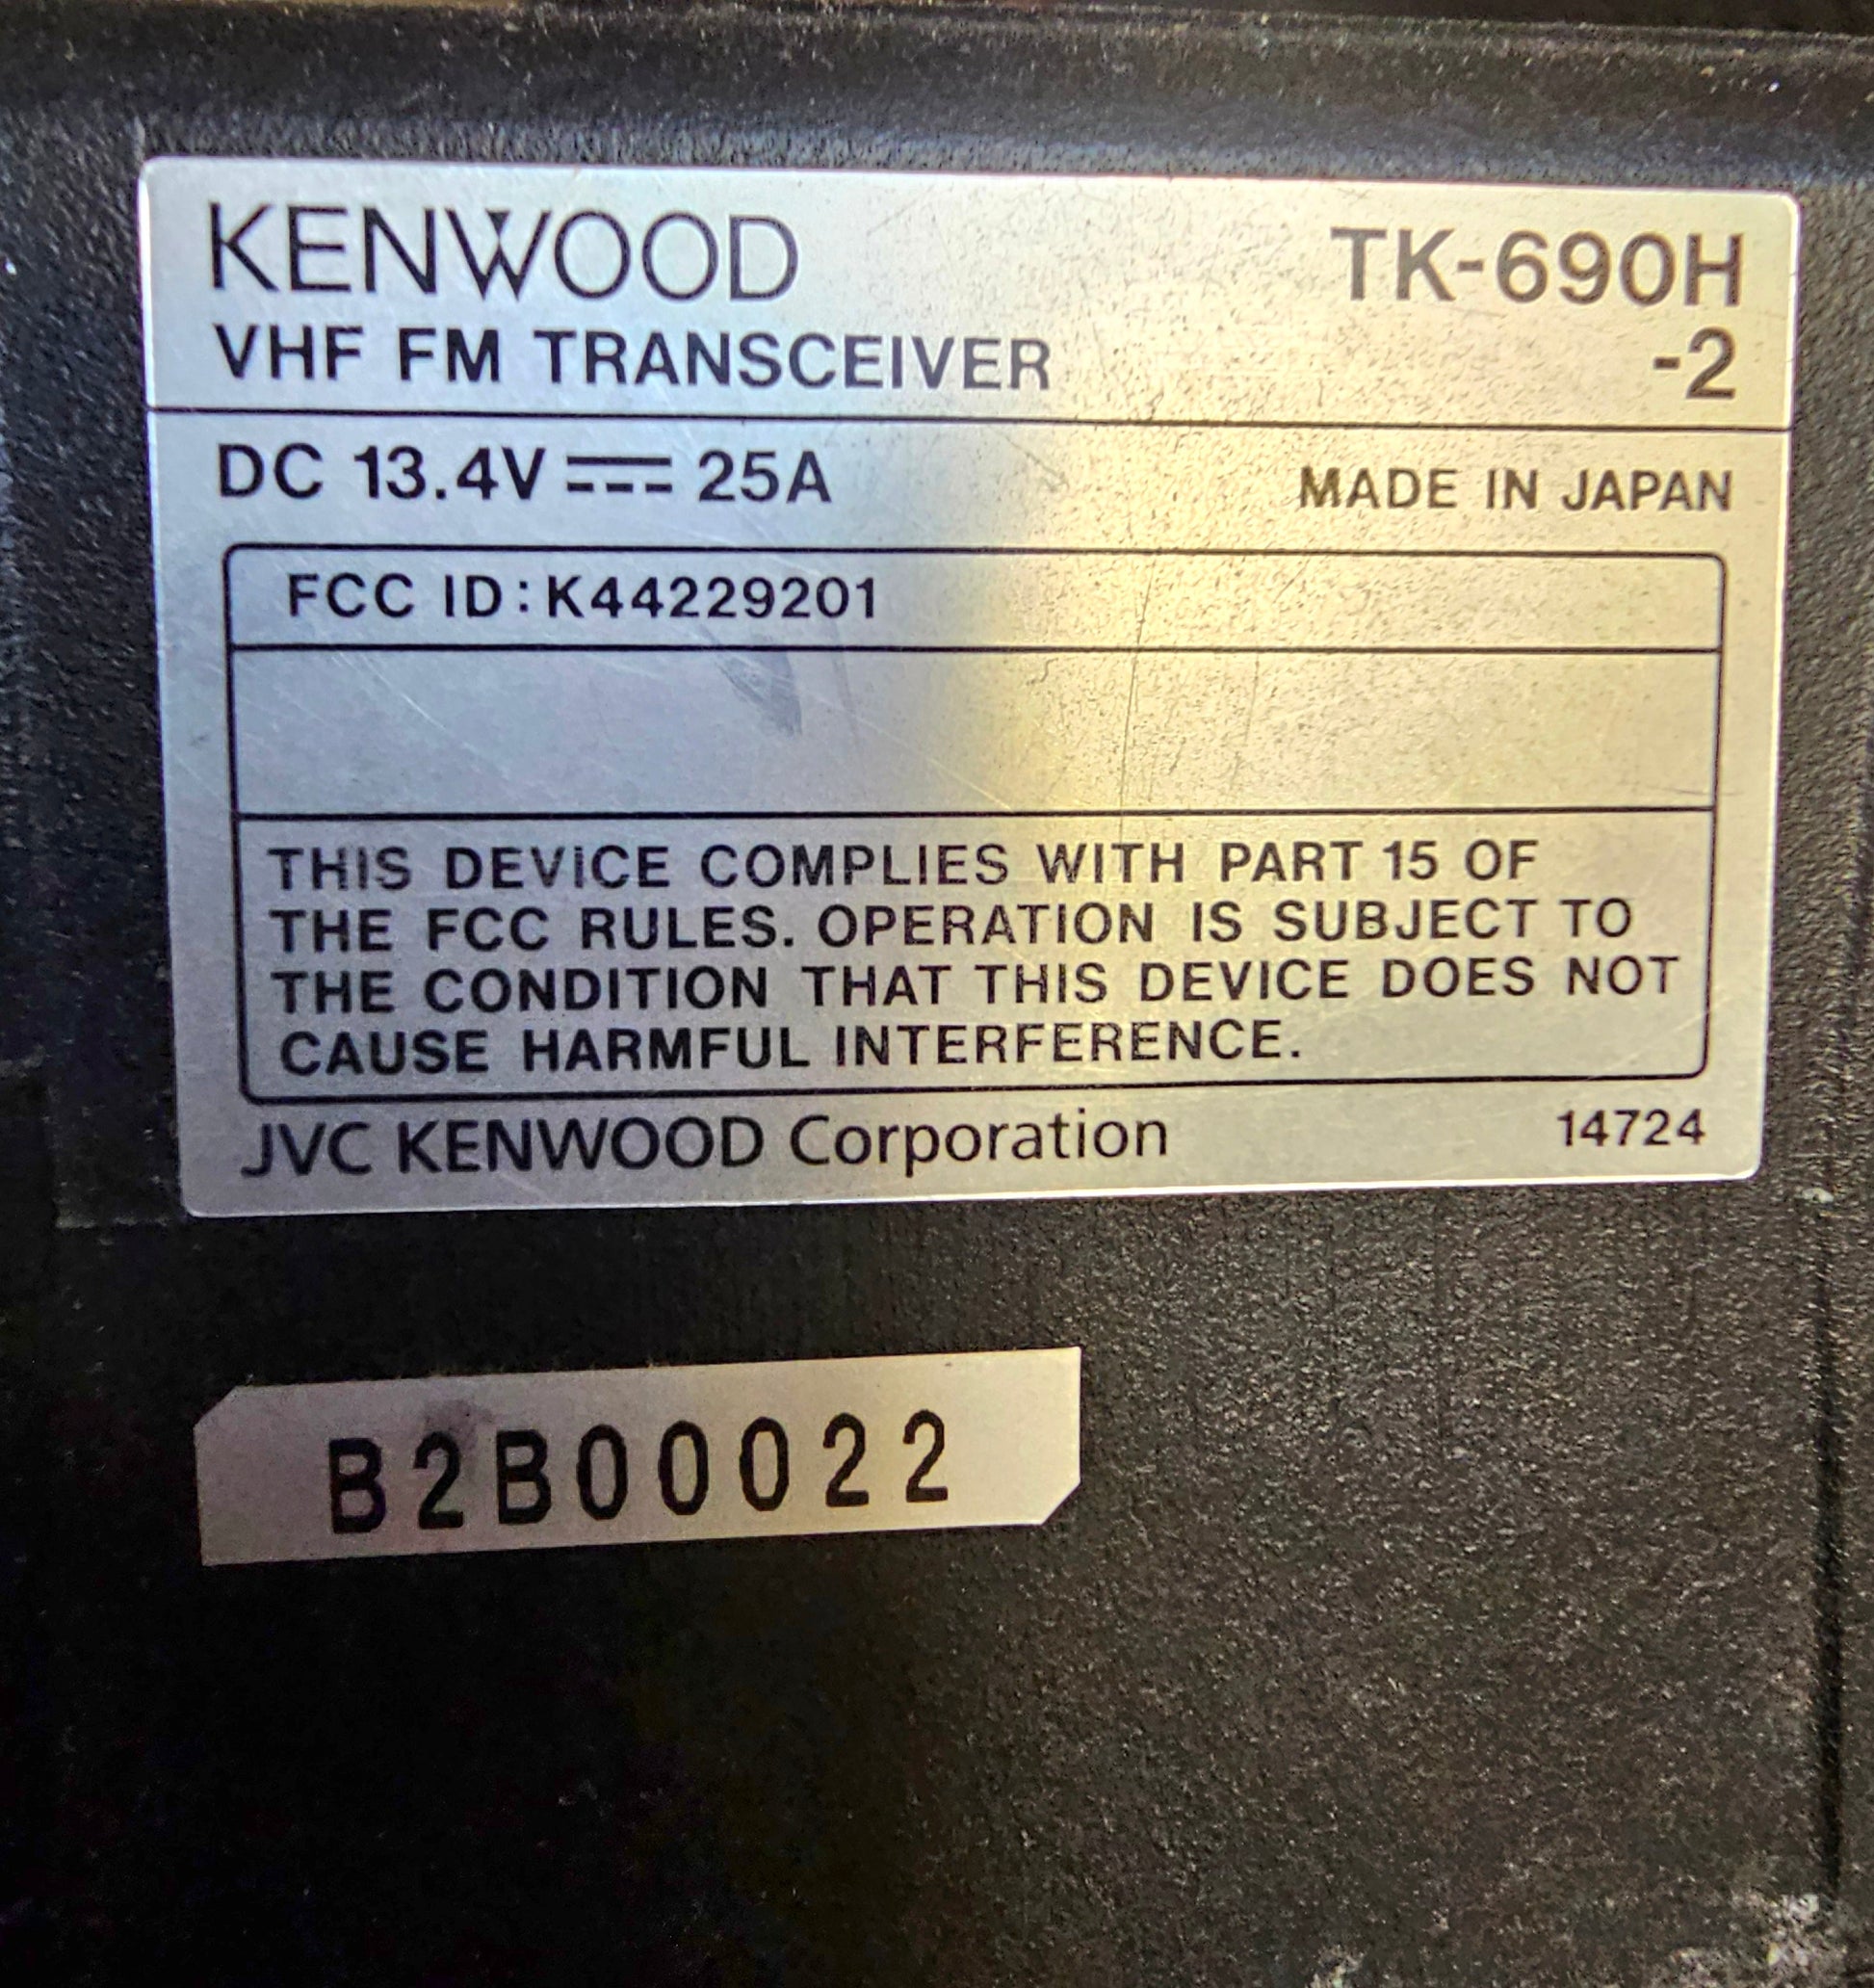 KENWOOD TK-690H
VHF FM TRANSCEIVER -2
DC 13.4V ⎓ 25A MADE IN JAPAN
FCC ID: K44229201
THIS DEVICE COMPLIES WITH PART 15 OF
THE FCC RULES. OPERATION IS SUBJECT TO
THE CONDITION THAT THIS DEVICE DOES NOT
CAUSE HARMFUL INTERFERENCE.
JVC KENWOOD Corporation 14724
B2B00022